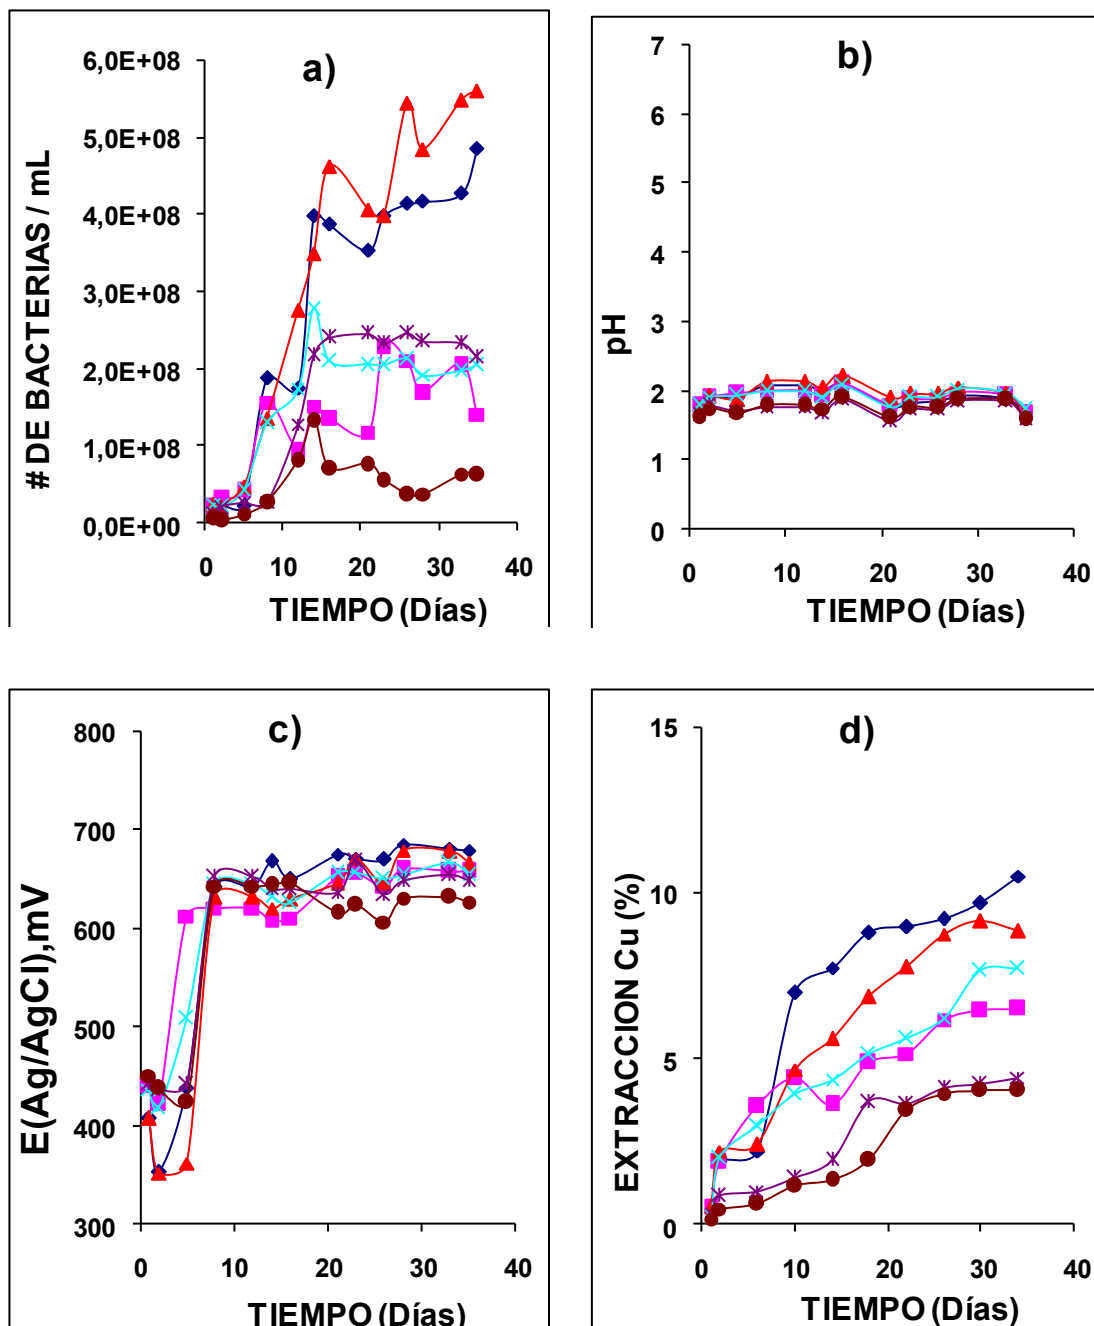 a)
# DE BACTERIAS / mL
6,0E+08
5,0E+08
4,0E+08
3,0E+08
2,0E+08
1,0E+08
0,0E+00
0 10 20 30 40
TIEMPO (Días)
b)
pH
7
6
5
4
3
2
1
0
0 10 20 30 40
TIEMPO (Días)
c)
E(Ag/AgCl),mV
800
700
600
500
400
300
0 10 20 30 40
TIEMPO (Días)
d)
EXTRACCION Cu (%)
15
10
5
0
0 10 20 30 40
TIEMPO (Días)